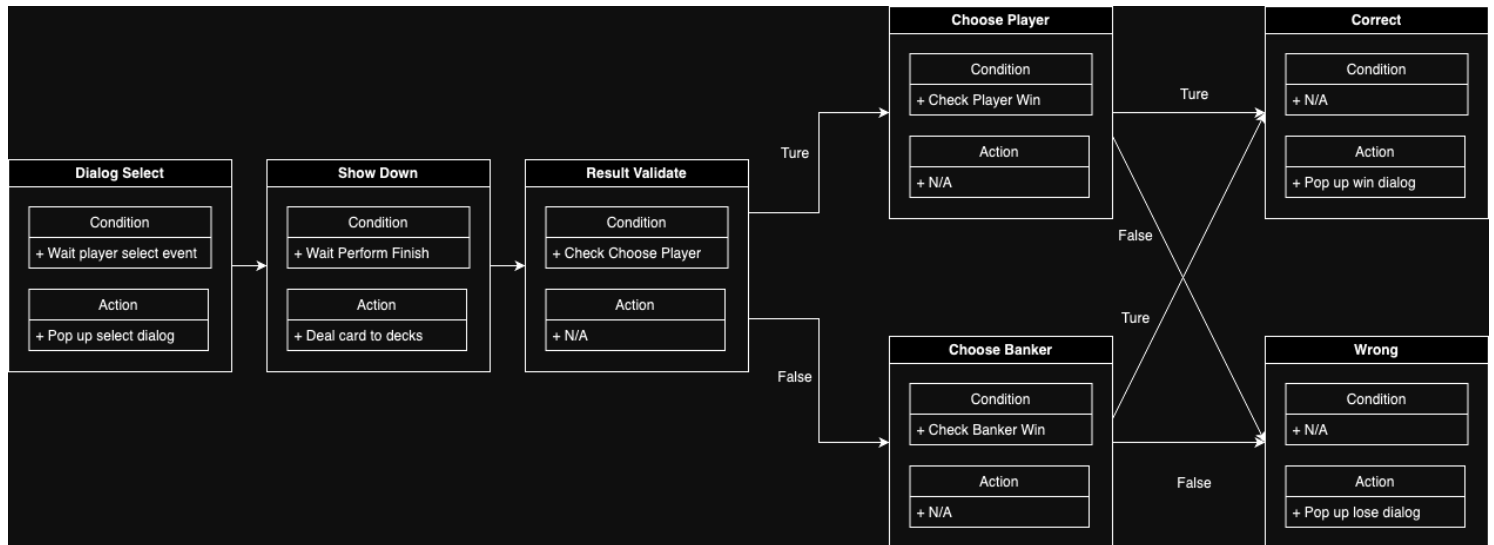 Dialog Select
Condition
+ Wait player select event
Action
+ Pop up select dialog
Show Down
Condition
+ Wait Perform Finish
Action
+ Deal card to decks
Result Validate
Condition
+ Check Choose Player
Action
+ N/A
Ture
False
Choose Player
Condition
+ Check Player Win
Action
+ N/A
Choose Banker
Condition
+ Check Banker Win
Action
+ N/A
Ture
False
Ture
False
Correct
Condition
+ N/A
Action
+ Pop up win dialog
Wrong
Condition
+ N/A
Action
+ Pop up lose dialog